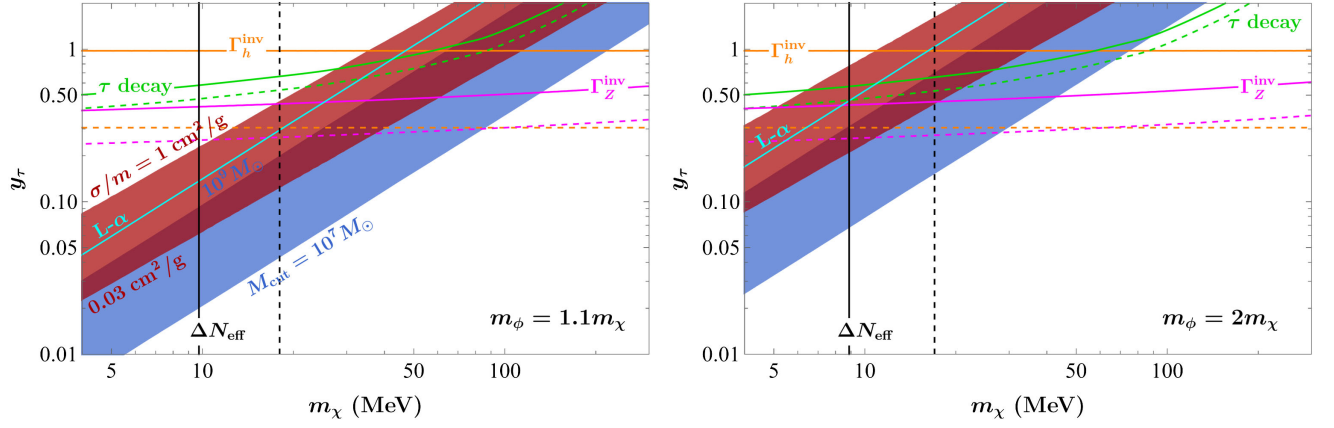 1
0.50
0.10
0.05
0.01
y_τ
Γ_h^inv
τ decay
Γ_Z^inv
σ/m = 1 cm²/g
10⁹ M_⊙
L-α
0.03 cm²/g
M_cut = 10⁷ M_⊙
ΔN_eff
m_ϕ = 1.1m_χ
5 10 50 100
m_χ (MeV)
1
0.50
0.10
0.05
0.01
y_τ
τ decay
Γ_h^inv
Γ_Z^inv
L-α
ΔN_eff
m_ϕ = 2m_χ
5 10 50 100
m_χ (MeV)